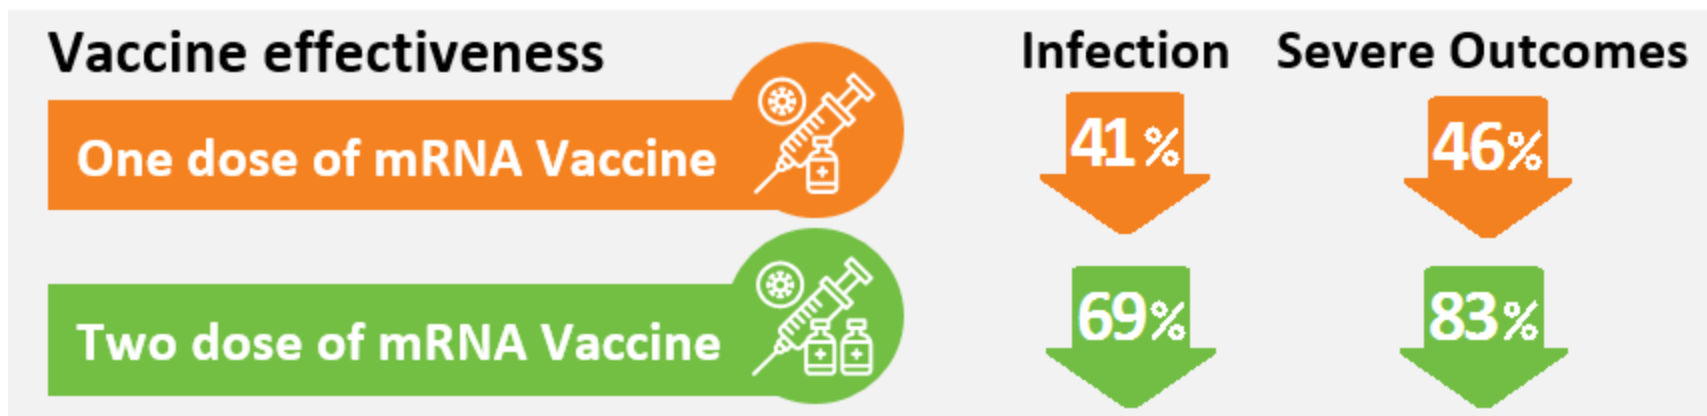 Vaccine effectiveness Infection Severe Outcomes
One dose of mRNA Vaccine 41% 46%
Two dose of mRNA Vaccine 69% 83%